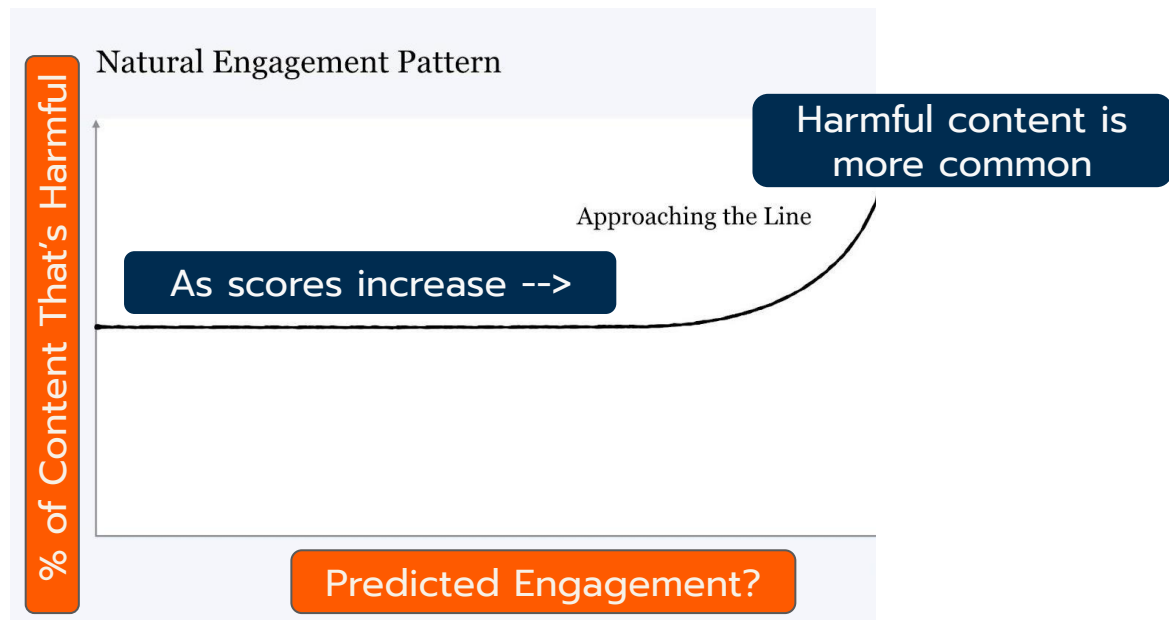 Natural Engagement Pattern
% of Content That's Harmful
Harmful content is
more common
Approaching the Line
As scores increase -->
Predicted Engagement?